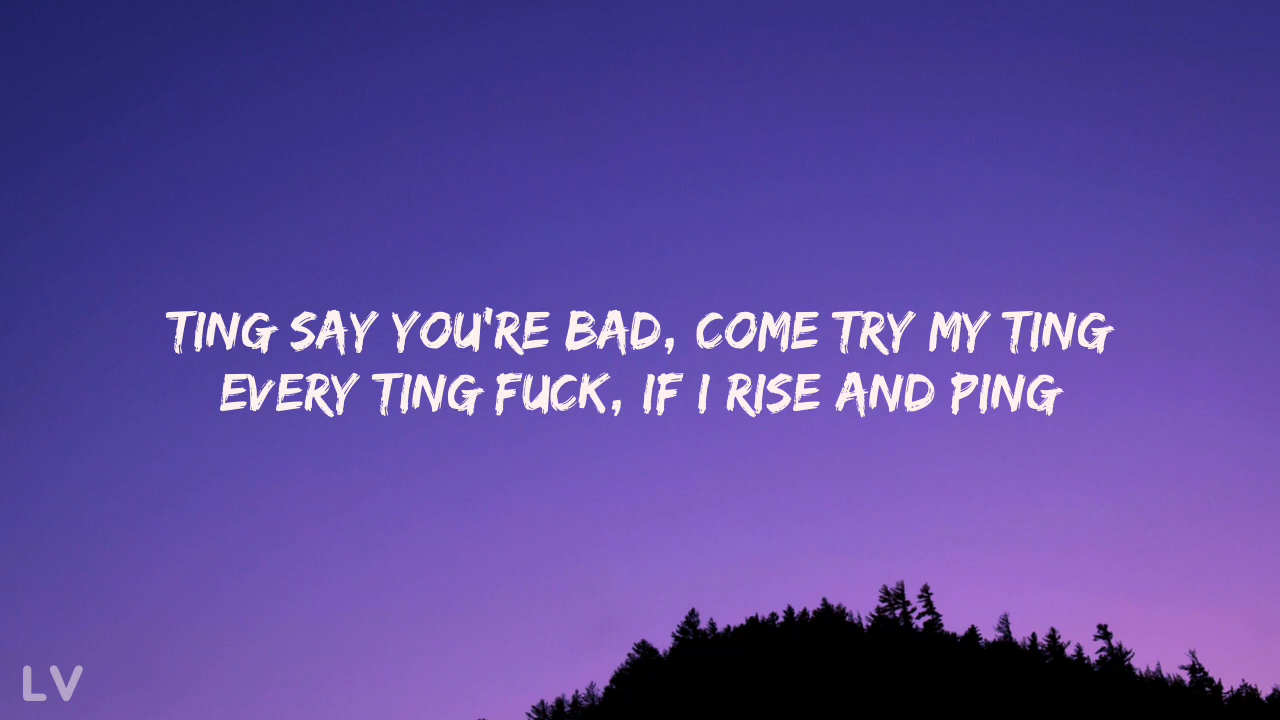 TING SAY YOU'RE BAD, COME TRY MY TING
EVERY TING FUCK, IF I RISE AND PING
LV